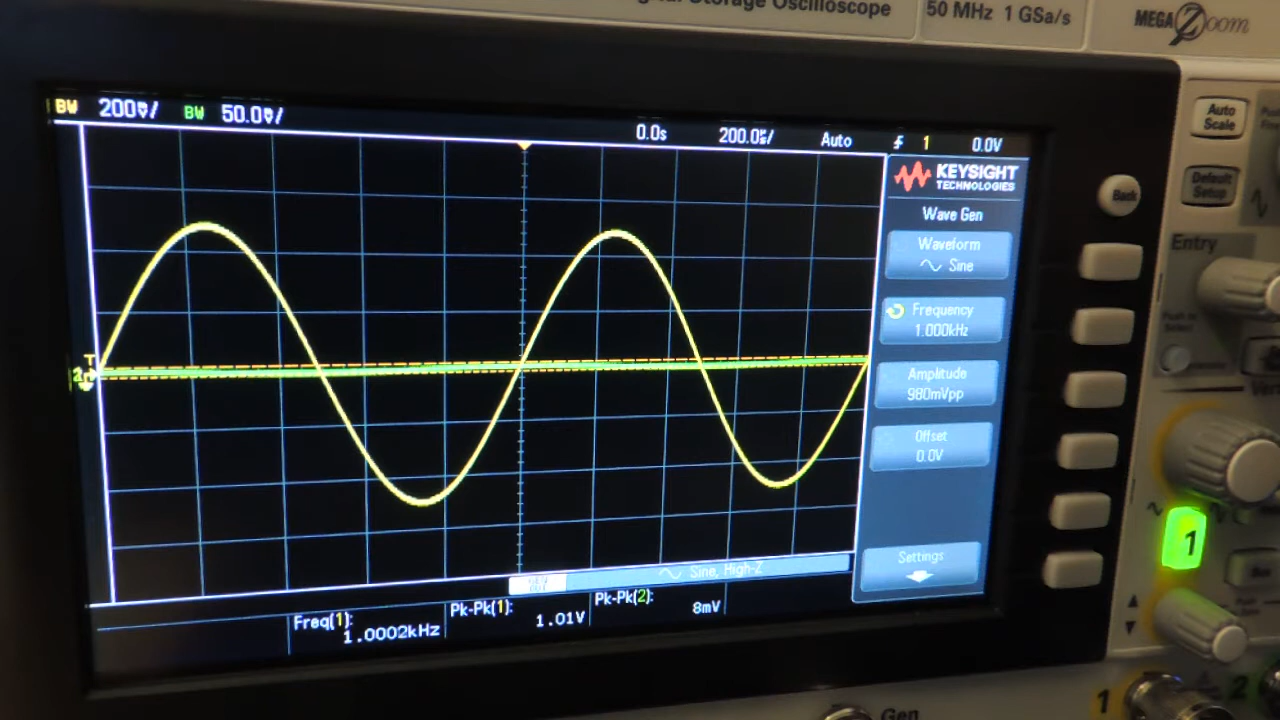 Storage Oscilloscope
50 MHz 1 GSa/s
MEGA Zoom
BW 200mV/ BW 50.0mV/ 0.0s 200.0us/ Auto 1 0.0V
KEYSIGHT
TECHNOLOGIES
Wave Gen
Waveform
Sine
Frequency
1.000kHz
Amplitude
980mVpp
Offset
0.0V
Settings
T
2
Sine, High-Z
Freq(1):
1.0002kHz
Pk-Pk(1):
1.01V
Pk-Pk(2):
8mV
Auto
Scale
Default
Setup
Back
Entry
1
1
2
Gen